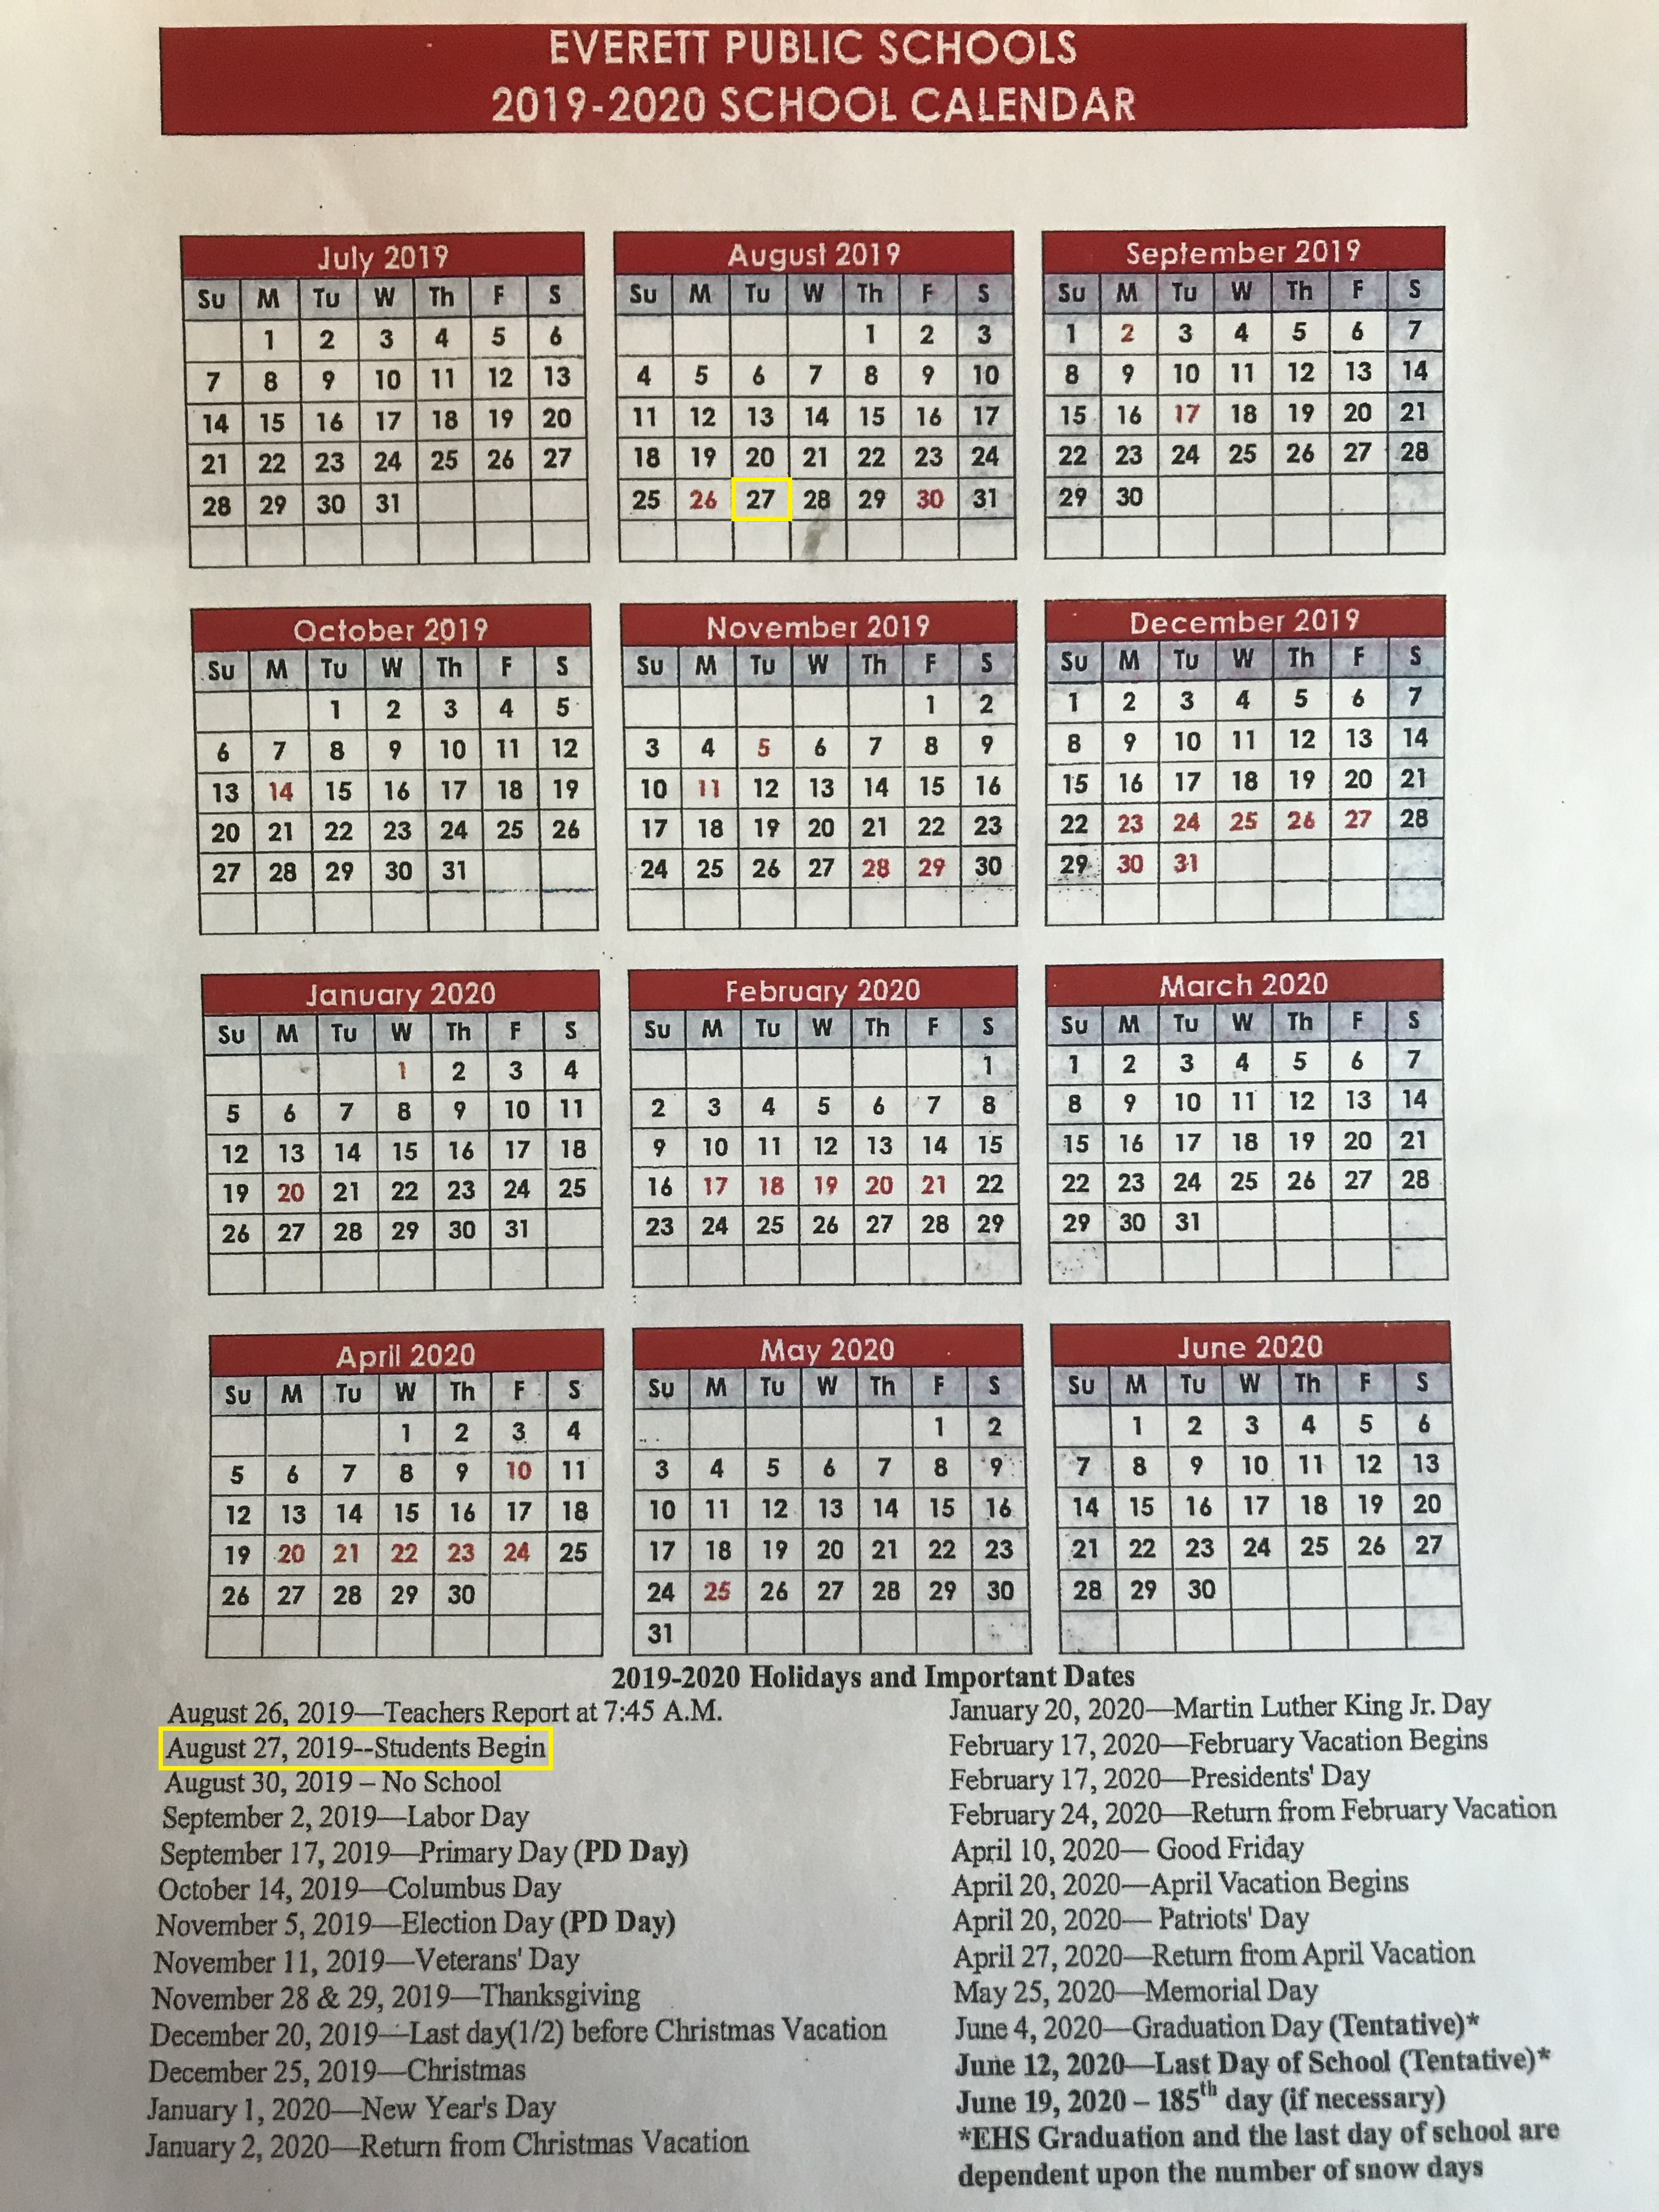 EVERETT PUBLIC SCHOOLS
2019-2020 SCHOOL CALENDAR
July 2019
Su M Tu W Th F S
1 2 3 4 5 6
7 8 9 10 11 12 13
14 15 16 17 18 19 20
21 22 23 24 25 26 27
28 29 30 31
August 2019
Su M Tu W Th F S
1 2 3
4 5 6 7 8 9 10
11 12 13 14 15 16 17
18 19 20 21 22 23 24
25 26 27 28 29 30 31
September 2019
Su M Tu W Th F S
1 2 3 4 5 6 7
8 9 10 11 12 13 14
15 16 17 18 19 20 21
22 23 24 25 26 27 28
29 30
October 2019
Su M Tu W Th F S
1 2 3 4 5
6 7 8 9 10 11 12
13 14 15 16 17 18 19
20 21 22 23 24 25 26
27 28 29 30 31
November 2019
Su M Tu W Th F S
1 2
3 4 5 6 7 8 9
10 11 12 13 14 15 16
17 18 19 20 21 22 23
24 25 26 27 28 29 30
December 2019
Su M Tu W Th F S
1 2 3 4 5 6 7
8 9 10 11 12 13 14
15 16 17 18 19 20 21
22 23 24 25 26 27 28
29 30 31
January 2020
Su M Tu W Th F S
1 2 3 4
5 6 7 8 9 10 11
12 13 14 15 16 17 18
19 20 21 22 23 24 25
26 27 28 29 30 31
February 2020
Su M Tu W Th F S
1
2 3 4 5 6 7 8
9 10 11 12 13 14 15
16 17 18 19 20 21 22
23 24 25 26 27 28 29
March 2020
Su M Tu W Th F S
1 2 3 4 5 6 7
8 9 10 11 12 13 14
15 16 17 18 19 20 21
22 23 24 25 26 27 28
29 30 31
April 2020
Su M Tu W Th F S
1 2 3 4
5 6 7 8 9 10 11
12 13 14 15 16 17 18
19 20 21 22 23 24 25
26 27 28 29 30
May 2020
Su M Tu W Th F S
1 2
3 4 5 6 7 8 9
10 11 12 13 14 15 16
17 18 19 20 21 22 23
24 25 26 27 28 29 30
31
June 2020
Su M Tu W Th F S
1 2 3 4 5 6
7 8 9 10 11 12 13
14 15 16 17 18 19 20
21 22 23 24 25 26 27
28 29 30
2019-2020 Holidays and Important Dates
August 26, 2019—Teachers Report at 7:45 A.M.
August 27, 2019--Students Begin
August 30, 2019 – No School
September 2, 2019—Labor Day
September 17, 2019—Primary Day (PD Day)
October 14, 2019—Columbus Day
November 5, 2019—Election Day (PD Day)
November 11, 2019—Veterans' Day
November 28 & 29, 2019—Thanksgiving
December 20, 2019—Last day(1/2) before Christmas Vacation
December 25, 2019—Christmas
January 1, 2020—New Year's Day
January 2, 2020—Return from Christmas Vacation
January 20, 2020—Martin Luther King Jr. Day
February 17, 2020—February Vacation Begins
February 17, 2020—Presidents' Day
February 24, 2020—Return from February Vacation
April 10, 2020— Good Friday
April 20, 2020—April Vacation Begins
April 20, 2020— Patriots' Day
April 27, 2020—Return from April Vacation
May 25, 2020—Memorial Day
June 4, 2020—Graduation Day (Tentative)*
June 12, 2020—Last Day of School (Tentative)*
June 19, 2020 – 185th day (if necessary)
*EHS Graduation and the last day of school are
dependent upon the number of snow days